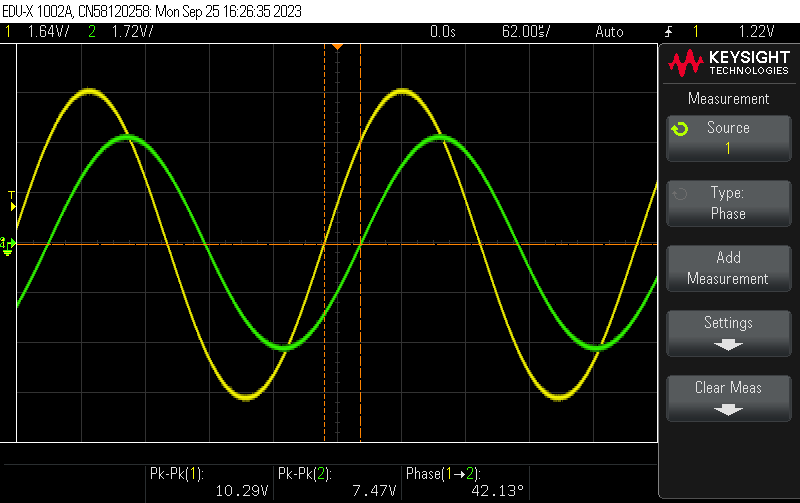 EDU-X 1002A, CN58120258: Mon Sep 25 16:26:35 2023
1 1.64V/ 2 1.72V/ 0.0s 62.00us/ Auto 1 1.22V
KEYSIGHT
TECHNOLOGIES
Measurement
Source
1
Type:
Phase
Add
Measurement
Settings
Clear Meas
T
2
Pk-Pk(1): Pk-Pk(2): Phase(1→2):
10.29V 7.47V 42.13°